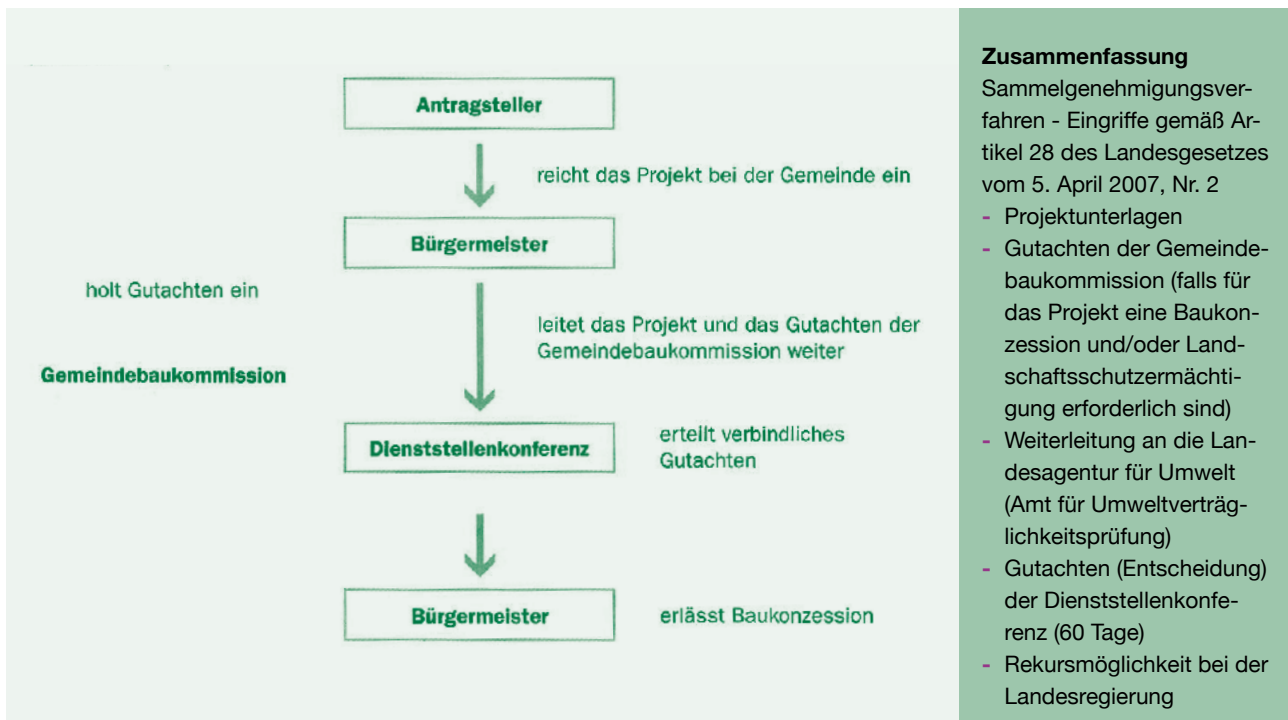 Antragsteller
reicht das Projekt bei der Gemeinde ein
Bürgermeister
holt Gutachten ein
leitet das Projekt und das Gutachten der
Gemeindebaukommission weiter
Gemeindebaukommission
Dienststellenkonferenz
erteilt verbindliches
Gutachten
Bürgermeister
erlässt Baukonzession
Zusammenfassung
Sammelgenehmigungsver-
fahren - Eingriffe gemäß Ar-
tikel 28 des Landesgesetzes
vom 5. April 2007, Nr. 2
- Projektunterlagen
- Gutachten der Gemeinde-
baukommission (falls für
das Projekt eine Baukon-
zession und/oder Land-
schaftsschutzermächti-
gung erforderlich sind)
- Weiterleitung an die Lan-
desagentur für Umwelt
(Amt für Umweltverträg-
lichkeitsprüfung)
- Gutachten (Entscheidung)
der Dienststellenkonfe-
renz (60 Tage)
- Rekursmöglichkeit bei der
Landesregierung